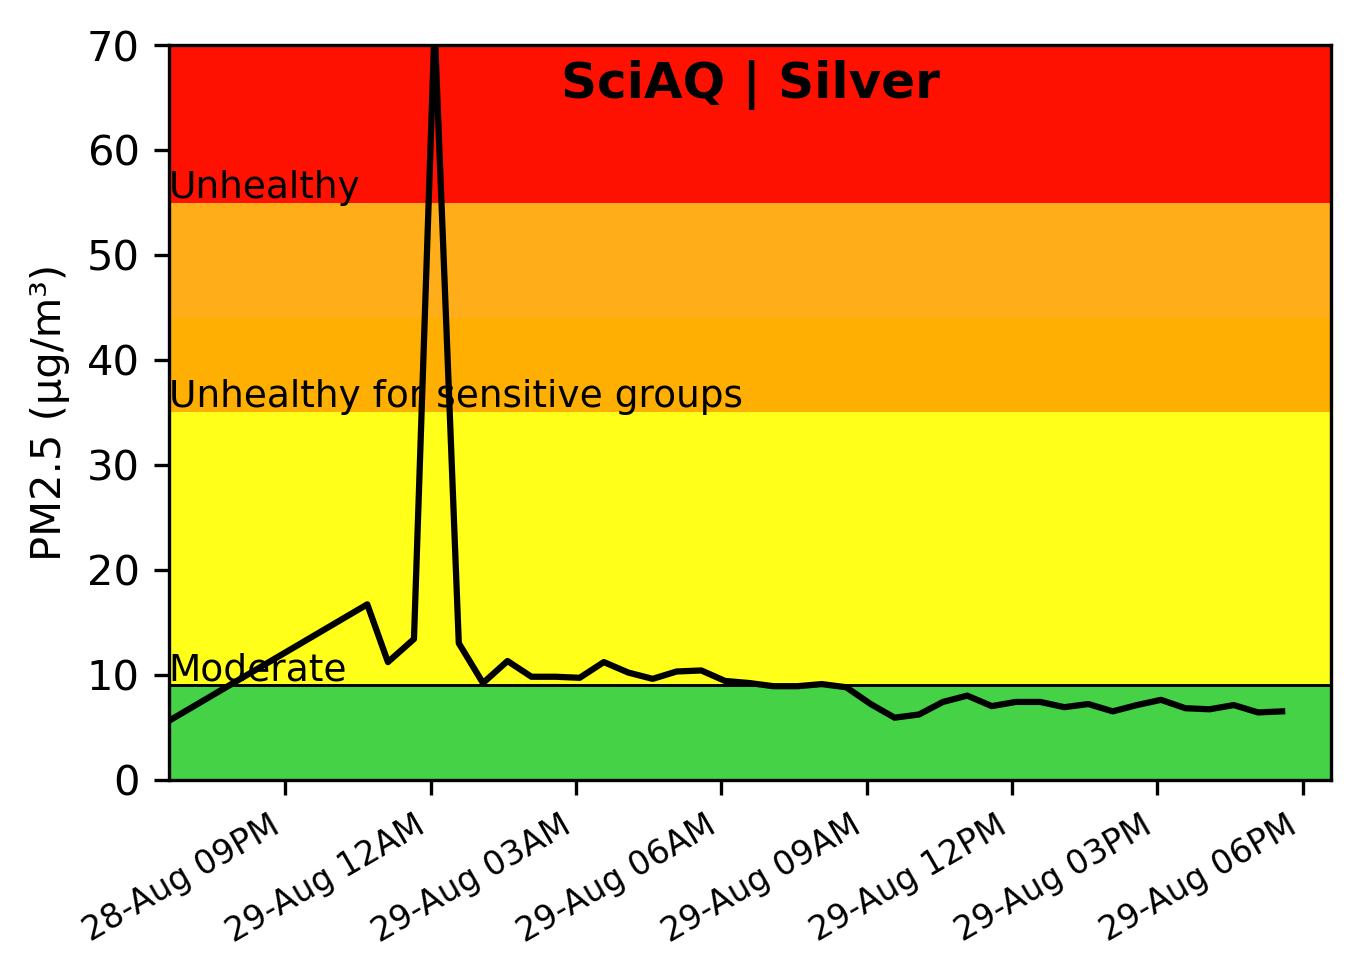 SciAQ | Silver
PM2.5 (µg/m³)
70
60
50
40
30
20
10
0
Unhealthy
Unhealthy for sensitive groups
Moderate
28-Aug 09PM
29-Aug 12AM
29-Aug 03AM
29-Aug 06AM
29-Aug 09AM
29-Aug 12PM
29-Aug 03PM
29-Aug 06PM